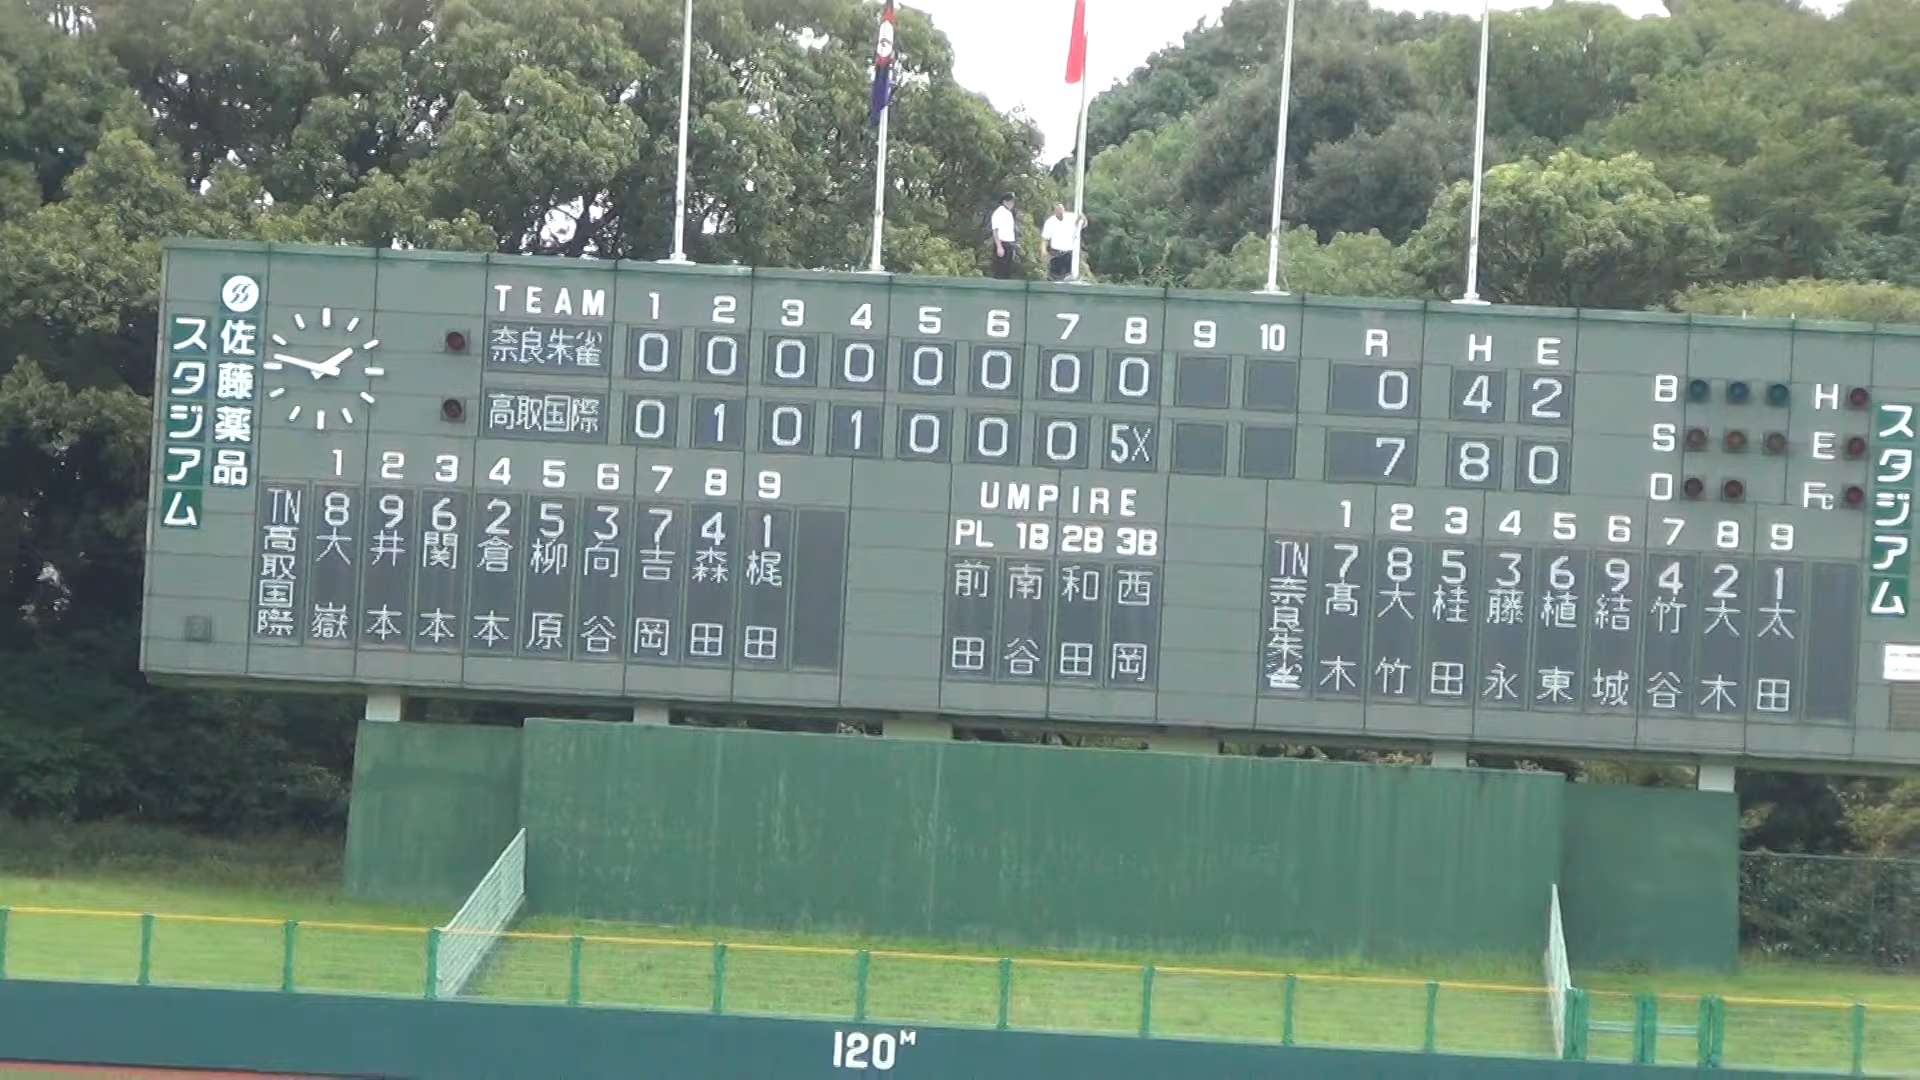 佐藤薬品
スタジアム
TEAM 1 2 3 4 5 6 7 8 9 10 R H E
奈良朱雀 0 0 0 0 0 0 0 0 0 4 2
高取国際 0 1 0 1 0 0 0 5X 7 8 0
B H
S E
O Fc
スタジアム
1 2 3 4 5 6 7 8 9
TN 8 9 6 2 5 3 7 4 1
高取国際 大嶽 井本 関本 倉本 柳原 向谷 吉岡 森田 梶田
UMPIRE
PL 1B 2B 3B
前田 南谷 和田 西岡
1 2 3 4 5 6 7 8 9
TN 7 8 5 3 6 9 4 2 1
奈良朱雀 髙木 大竹 桂田 藤永 植東 結城 竹谷 大木 太田
120M